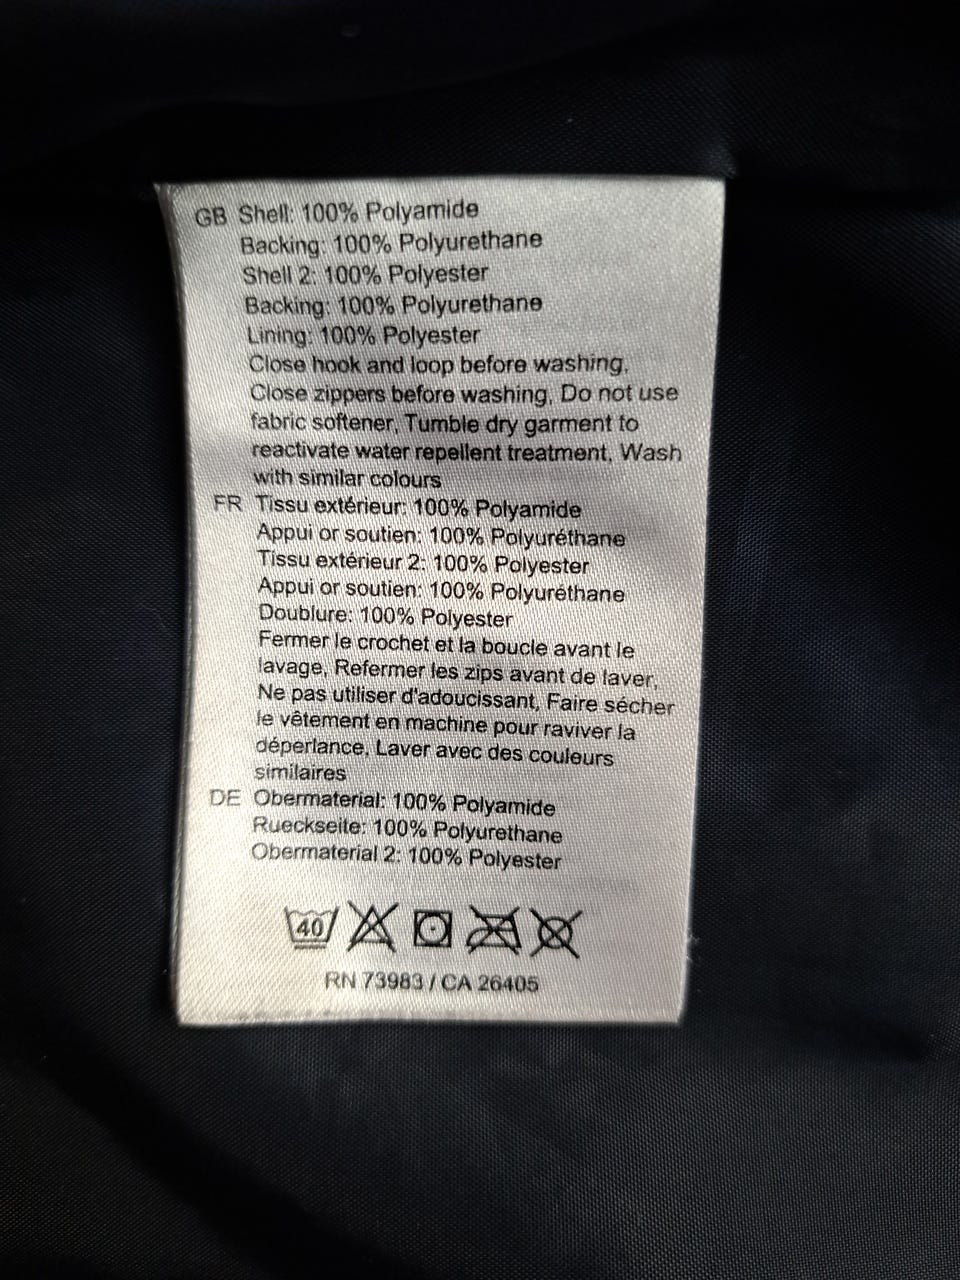 GB Shell: 100% Polyamide
Backing: 100% Polyurethane
Shell 2: 100% Polyester
Backing: 100% Polyurethane
Lining: 100% Polyester
Close hook and loop before washing,
Close zippers before washing, Do not use
fabric softener, Tumble dry garment to
reactivate water repellent treatment, Wash
with similar colours
FR Tissu extérieur: 100% Polyamide
Appui or soutien: 100% Polyuréthane
Tissu extérieur 2: 100% Polyester
Appui or soutien: 100% Polyuréthane
Doublure: 100% Polyester
Fermer le crochet et la boucle avant le
lavage, Refermer les zips avant de laver,
Ne pas utiliser d'adoucissant, Faire sécher
le vêtement en machine pour raviver la
déperlance, Laver avec des couleurs
similaires
DE Obermaterial: 100% Polyamide
Rueckseite: 100% Polyurethane
Obermaterial 2: 100% Polyester
40
RN 73983 / CA 26405